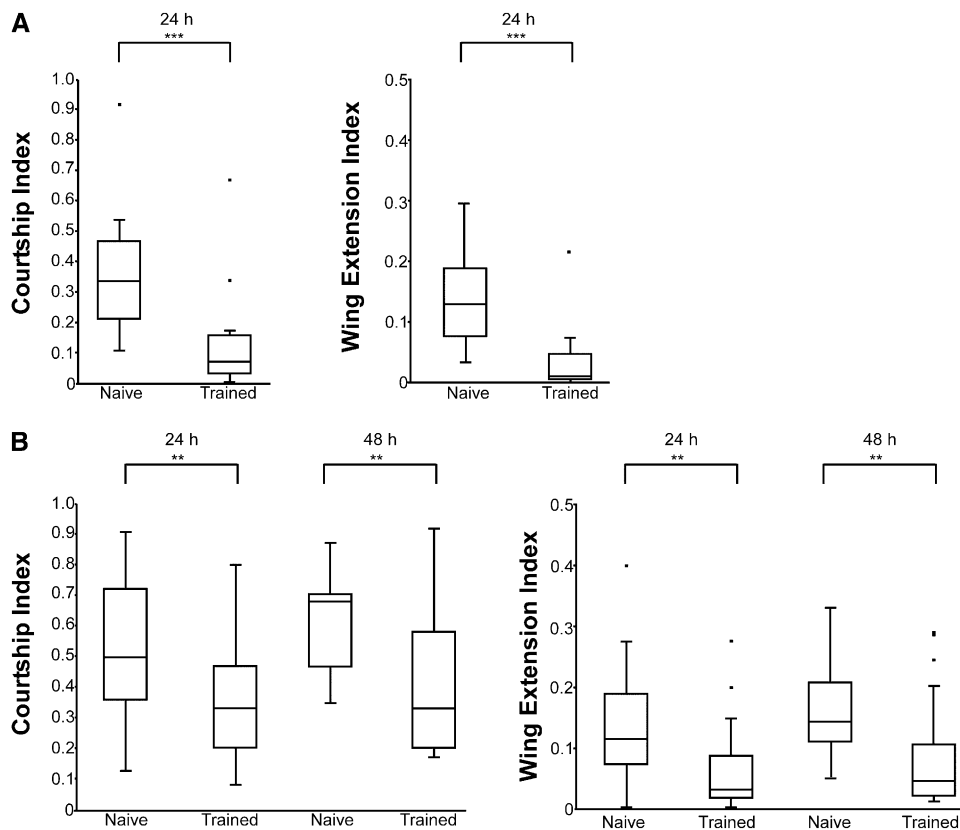 A
24 h
***
Courtship Index
1.0
0.9
0.8
0.7
0.6
0.5
0.4
0.3
0.2
0.1
0
Naive Trained
24 h
***
Wing Extension Index
0.5
0.4
0.3
0.2
0.1
0
Naive Trained
B
24 h 48 h
** **
Courtship Index
1.0
0.9
0.8
0.7
0.6
0.5
0.4
0.3
0.2
0.1
0
Naive Trained Naive Trained
24 h 48 h
** **
Wing Extension Index
0.5
0.4
0.3
0.2
0.1
0
Naive Trained Naive Trained